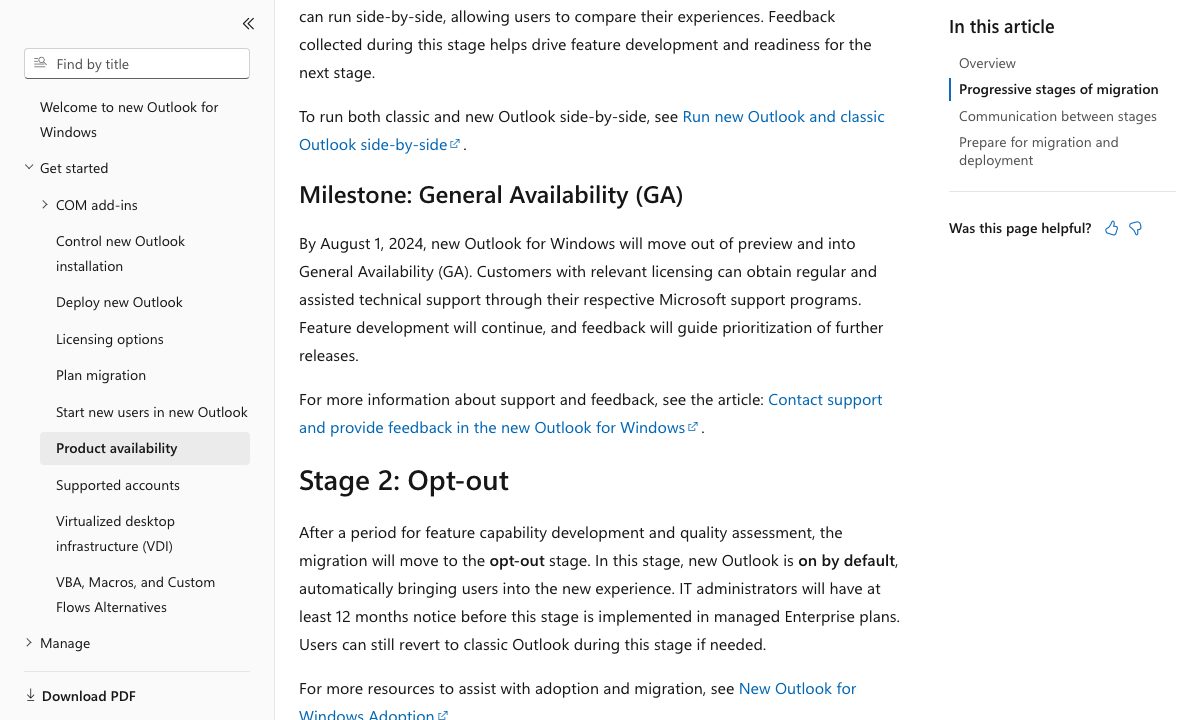 Find by title
Welcome to new Outlook for
Windows
Get started
COM add-ins
Control new Outlook
installation
Deploy new Outlook
Licensing options
Plan migration
Start new users in new Outlook
Product availability
Supported accounts
Virtualized desktop
infrastructure (VDI)
VBA, Macros, and Custom
Flows Alternatives
Manage
Download PDF
can run side-by-side, allowing users to compare their experiences. Feedback
collected during this stage helps drive feature development and readiness for the
next stage.
To run both classic and new Outlook side-by-side, see Run new Outlook and classic
Outlook side-by-side.
Milestone: General Availability (GA)
By August 1, 2024, new Outlook for Windows will move out of preview and into
General Availability (GA). Customers with relevant licensing can obtain regular and
assisted technical support through their respective Microsoft support programs.
Feature development will continue, and feedback will guide prioritization of further
releases.
For more information about support and feedback, see the article: Contact support
and provide feedback in the new Outlook for Windows.
Stage 2: Opt-out
After a period for feature capability development and quality assessment, the
migration will move to the opt-out stage. In this stage, new Outlook is on by default,
automatically bringing users into the new experience. IT administrators will have at
least 12 months notice before this stage is implemented in managed Enterprise plans.
Users can still revert to classic Outlook during this stage if needed.
For more resources to assist with adoption and migration, see New Outlook for
Windows Adoption
In this article
Overview
Progressive stages of migration
Communication between stages
Prepare for migration and
deployment
Was this page helpful?